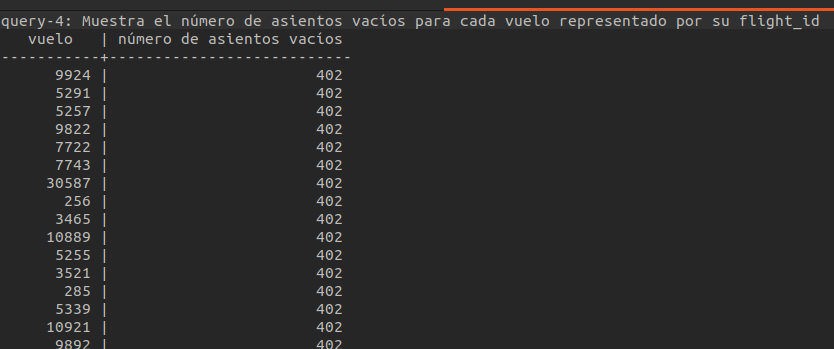 query-4: Muestra el número de asientos vacíos para cada vuelo representado por su flight_id
vuelo | número de asientos vacíos
-----------+---------------------------
9924 | 402
5291 | 402
5257 | 402
9822 | 402
7722 | 402
7743 | 402
30587 | 402
256 | 402
3465 | 402
10889 | 402
5255 | 402
3521 | 402
285 | 402
5339 | 402
10921 | 402
9892 | 402